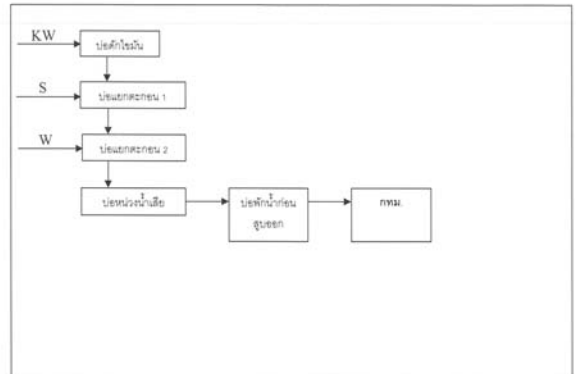 KW
บ่อดักไขมัน
S
บ่อแยกตะกอน 1
W
บ่อแยกตะกอน 2
บ่อหน่วงน้ำเสีย
บ่อพักน้ำก่อน
สูบออก
กทม.